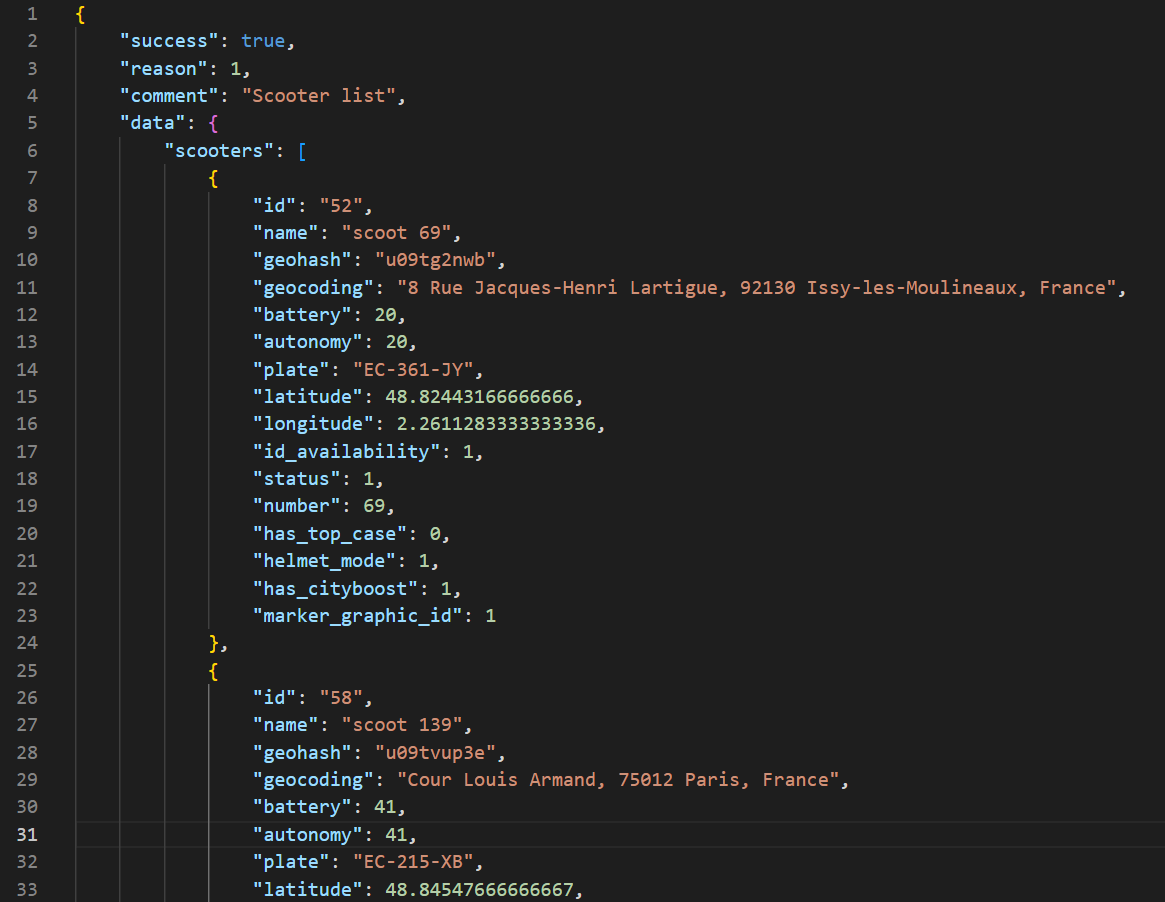 1 {
2 "success": true,
3 "reason": 1,
4 "comment": "Scooter list",
5 "data": {
6 "scooters": [
7 {
8 "id": "52",
9 "name": "scoot 69",
10 "geohash": "u09tg2nwb",
11 "geocoding": "8 Rue Jacques-Henri Lartigue, 92130 Issy-les-Moulineaux, France",
12 "battery": 20,
13 "autonomy": 20,
14 "plate": "EC-361-JY",
15 "latitude": 48.82443166666666,
16 "longitude": 2.2611283333333336,
17 "id_availability": 1,
18 "status": 1,
19 "number": 69,
20 "has_top_case": 0,
21 "helmet_mode": 1,
22 "has_cityboost": 1,
23 "marker_graphic_id": 1
24 },
25 {
26 "id": "58",
27 "name": "scoot 139",
28 "geohash": "u09tvup3e",
29 "geocoding": "Cour Louis Armand, 75012 Paris, France",
30 "battery": 41,
31 "autonomy": 41,
32 "plate": "EC-215-XB",
33 "latitude": 48.84547666666667,